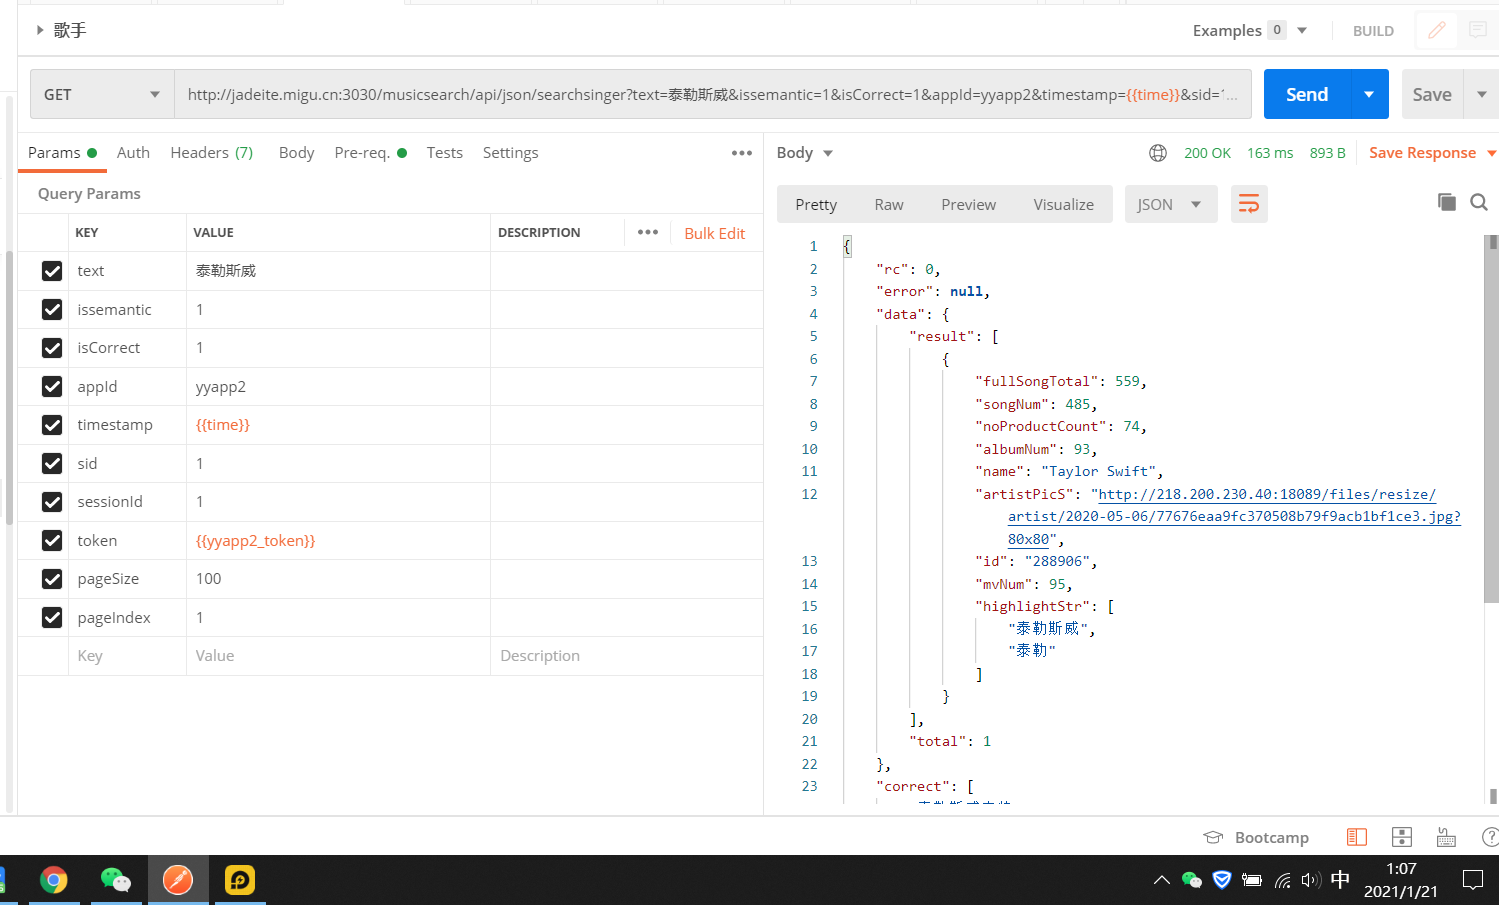 歌手
Examples 0
BUILD
GET
http://jadeite.migu.cn:3030/musicsearch/api/json/searchsinger?text=泰勒斯威&issemantic=1&isCorrect=1&appId=yyapp2&timestamp={{time}}&sid=1...
Send
Save
Params
Auth
Headers (7)
Body
Pre-req.
Tests
Settings
Body
200 OK
163 ms
893 B
Save Response
Query Params
Pretty
Raw
Preview
Visualize
JSON
KEY
VALUE
DESCRIPTION
Bulk Edit
text
泰勒斯威
issemantic
1
isCorrect
1
appId
yyapp2
timestamp
{{time}}
sid
1
sessionId
1
token
{{yyapp2_token}}
pageSize
100
pageIndex
1
Key
Value
Description
1 {
2 "rc": 0,
3 "error": null,
4 "data": {
5 "result": [
6 {
7 "fullSongTotal": 559,
8 "songNum": 485,
9 "noProductCount": 74,
10 "albumNum": 93,
11 "name": "Taylor Swift",
12 "artistPicS": "http://218.200.230.40:18089/files/resize/
artist/2020-05-06/77676eaa9fc370508b79f9acb1bf1ce3.jpg?
80x80",
13 "id": "288906",
14 "mvNum": 95,
15 "highlightStr": [
16 "泰勒斯威",
17 "泰勒"
18 ]
19 }
20 ],
21 "total": 1
22 },
23 "correct": [
Bootcamp
中
1:07
2021/1/21